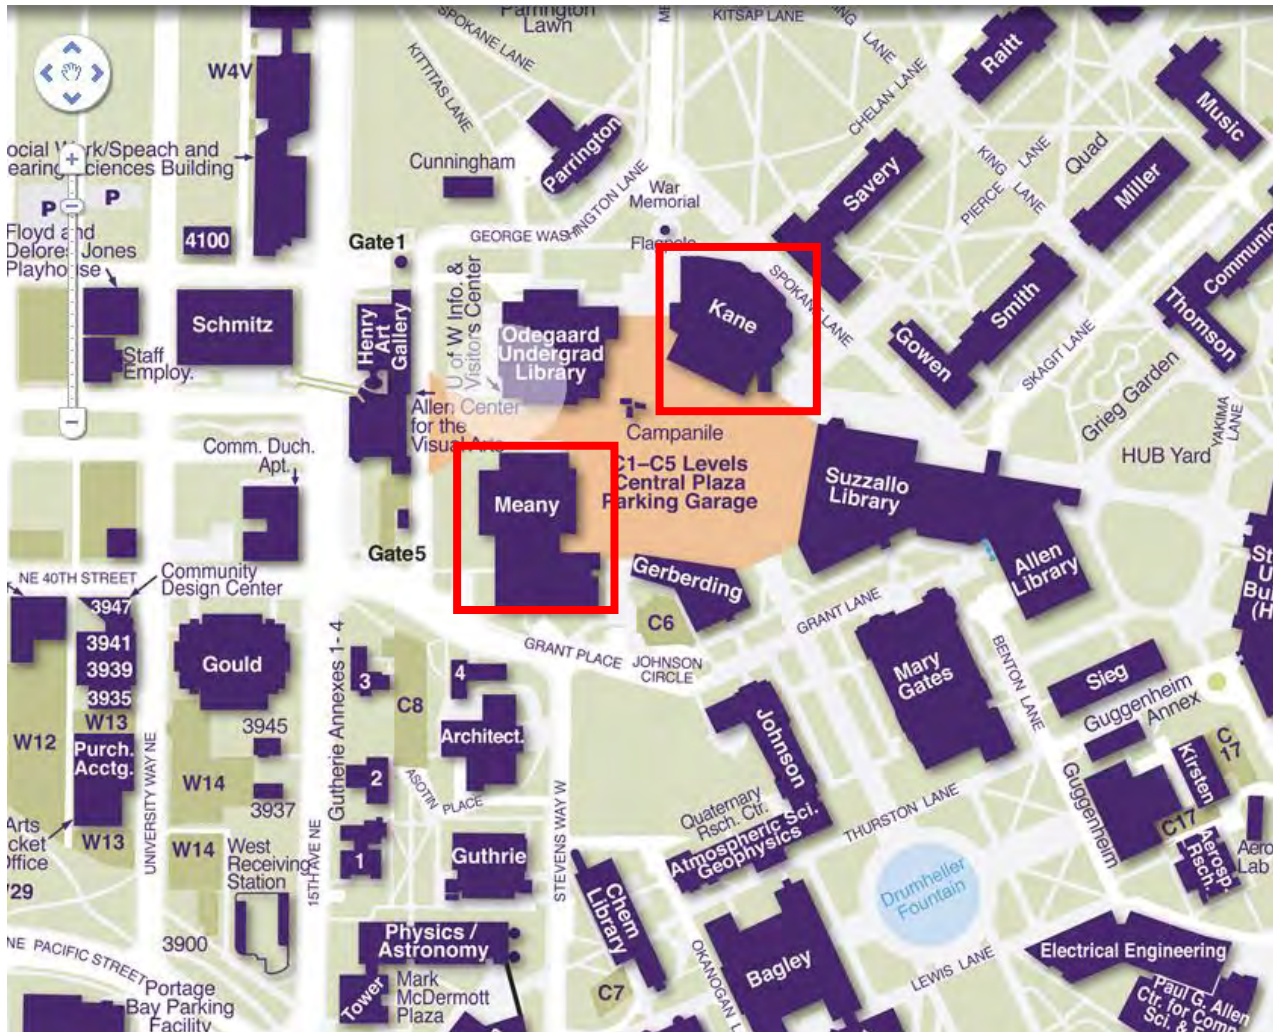 Parrington
Lawn
SPOKANE LANE
KITTITAS LANE
KITSAP LANE
LANE
CHELAN LANE
Raitt
Music
W4V
ocial Work/Speach and
earing Sciences Building
P
P
Cunningham
Parrington
War
Memorial
Flagpole
GEORGE WASHINGTON LANE
Savery
KING LANE
PIERCE LANE
Quad
Miller
Floyd and
Delores Jones
Playhouse
4100
Gate1
Schmitz
Staff
Employ.
Henry
Art
Gallery
U of W Info. &
Visitors Center
Odegaard
Undergrad
Library
Kane
SPOKANE LANE
Smith
Gowen
Thomson
SKAGIT LANE
Grieg Garden
YAKIMA
LANE
HUB Yard
Allen Center
for the
Visual Arts
Campanile
C1–C5 Levels
Central Plaza
Parking Garage
Comm. Duch.
Apt.
Meany
Suzzallo
Library
Allen
Library
Gate5
Gerberding
C6
GRANT LANE
NE 40TH STREET
Community
Design Center
3947
3941
3939
3935
W13
Purch.
Acctg.
W12
W13
Gould
GRANT PLACE
JOHNSON
CIRCLE
Mary
Gates
BENTON LANE
Sieg
Guggenheim
Annex
Guggenheim
Kirsten
C
17
C17
Aerosp.
Rsch.
Aero
Lab
Gutherie Annexes 1- 4
3
4
C8
Architect.
2
ASOTIN PLACE
1
Guthrie
STEVENS WAY W
3945
W14
3937
W14
West
Receiving
Station
3900
UNIVERSITY WAY NE
15TH AVE NE
Johnson
Quaternary
Rsch. Ctr.
Atmospheric Sci.
Geophysics
THURSTON LANE
Drumheller
Fountain
Chem
Library
C7
OKANOGAN L
Bagley
LEWIS LANE
Electrical Engineering
Paul G. Allen
Ctr. for Comp
Sci.
Physics /
Astronomy
Tower
Mark
McDermott
Plaza
NE PACIFIC STREET
Portage
Bay Parking
Facility